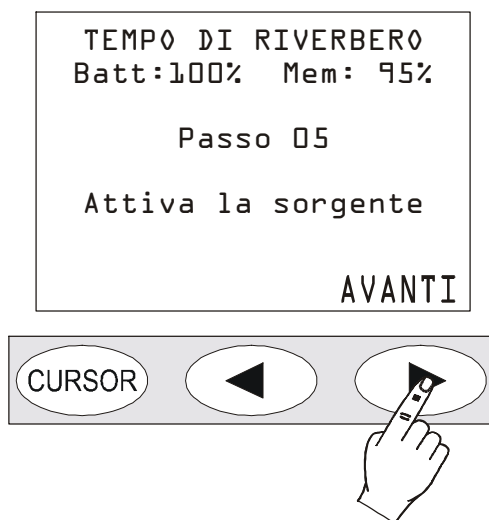 TEMPO DI RIVERBERO
Batt:100% Mem: 95%
Passo 05
Attiva la sorgente
AVANTI
CURSOR